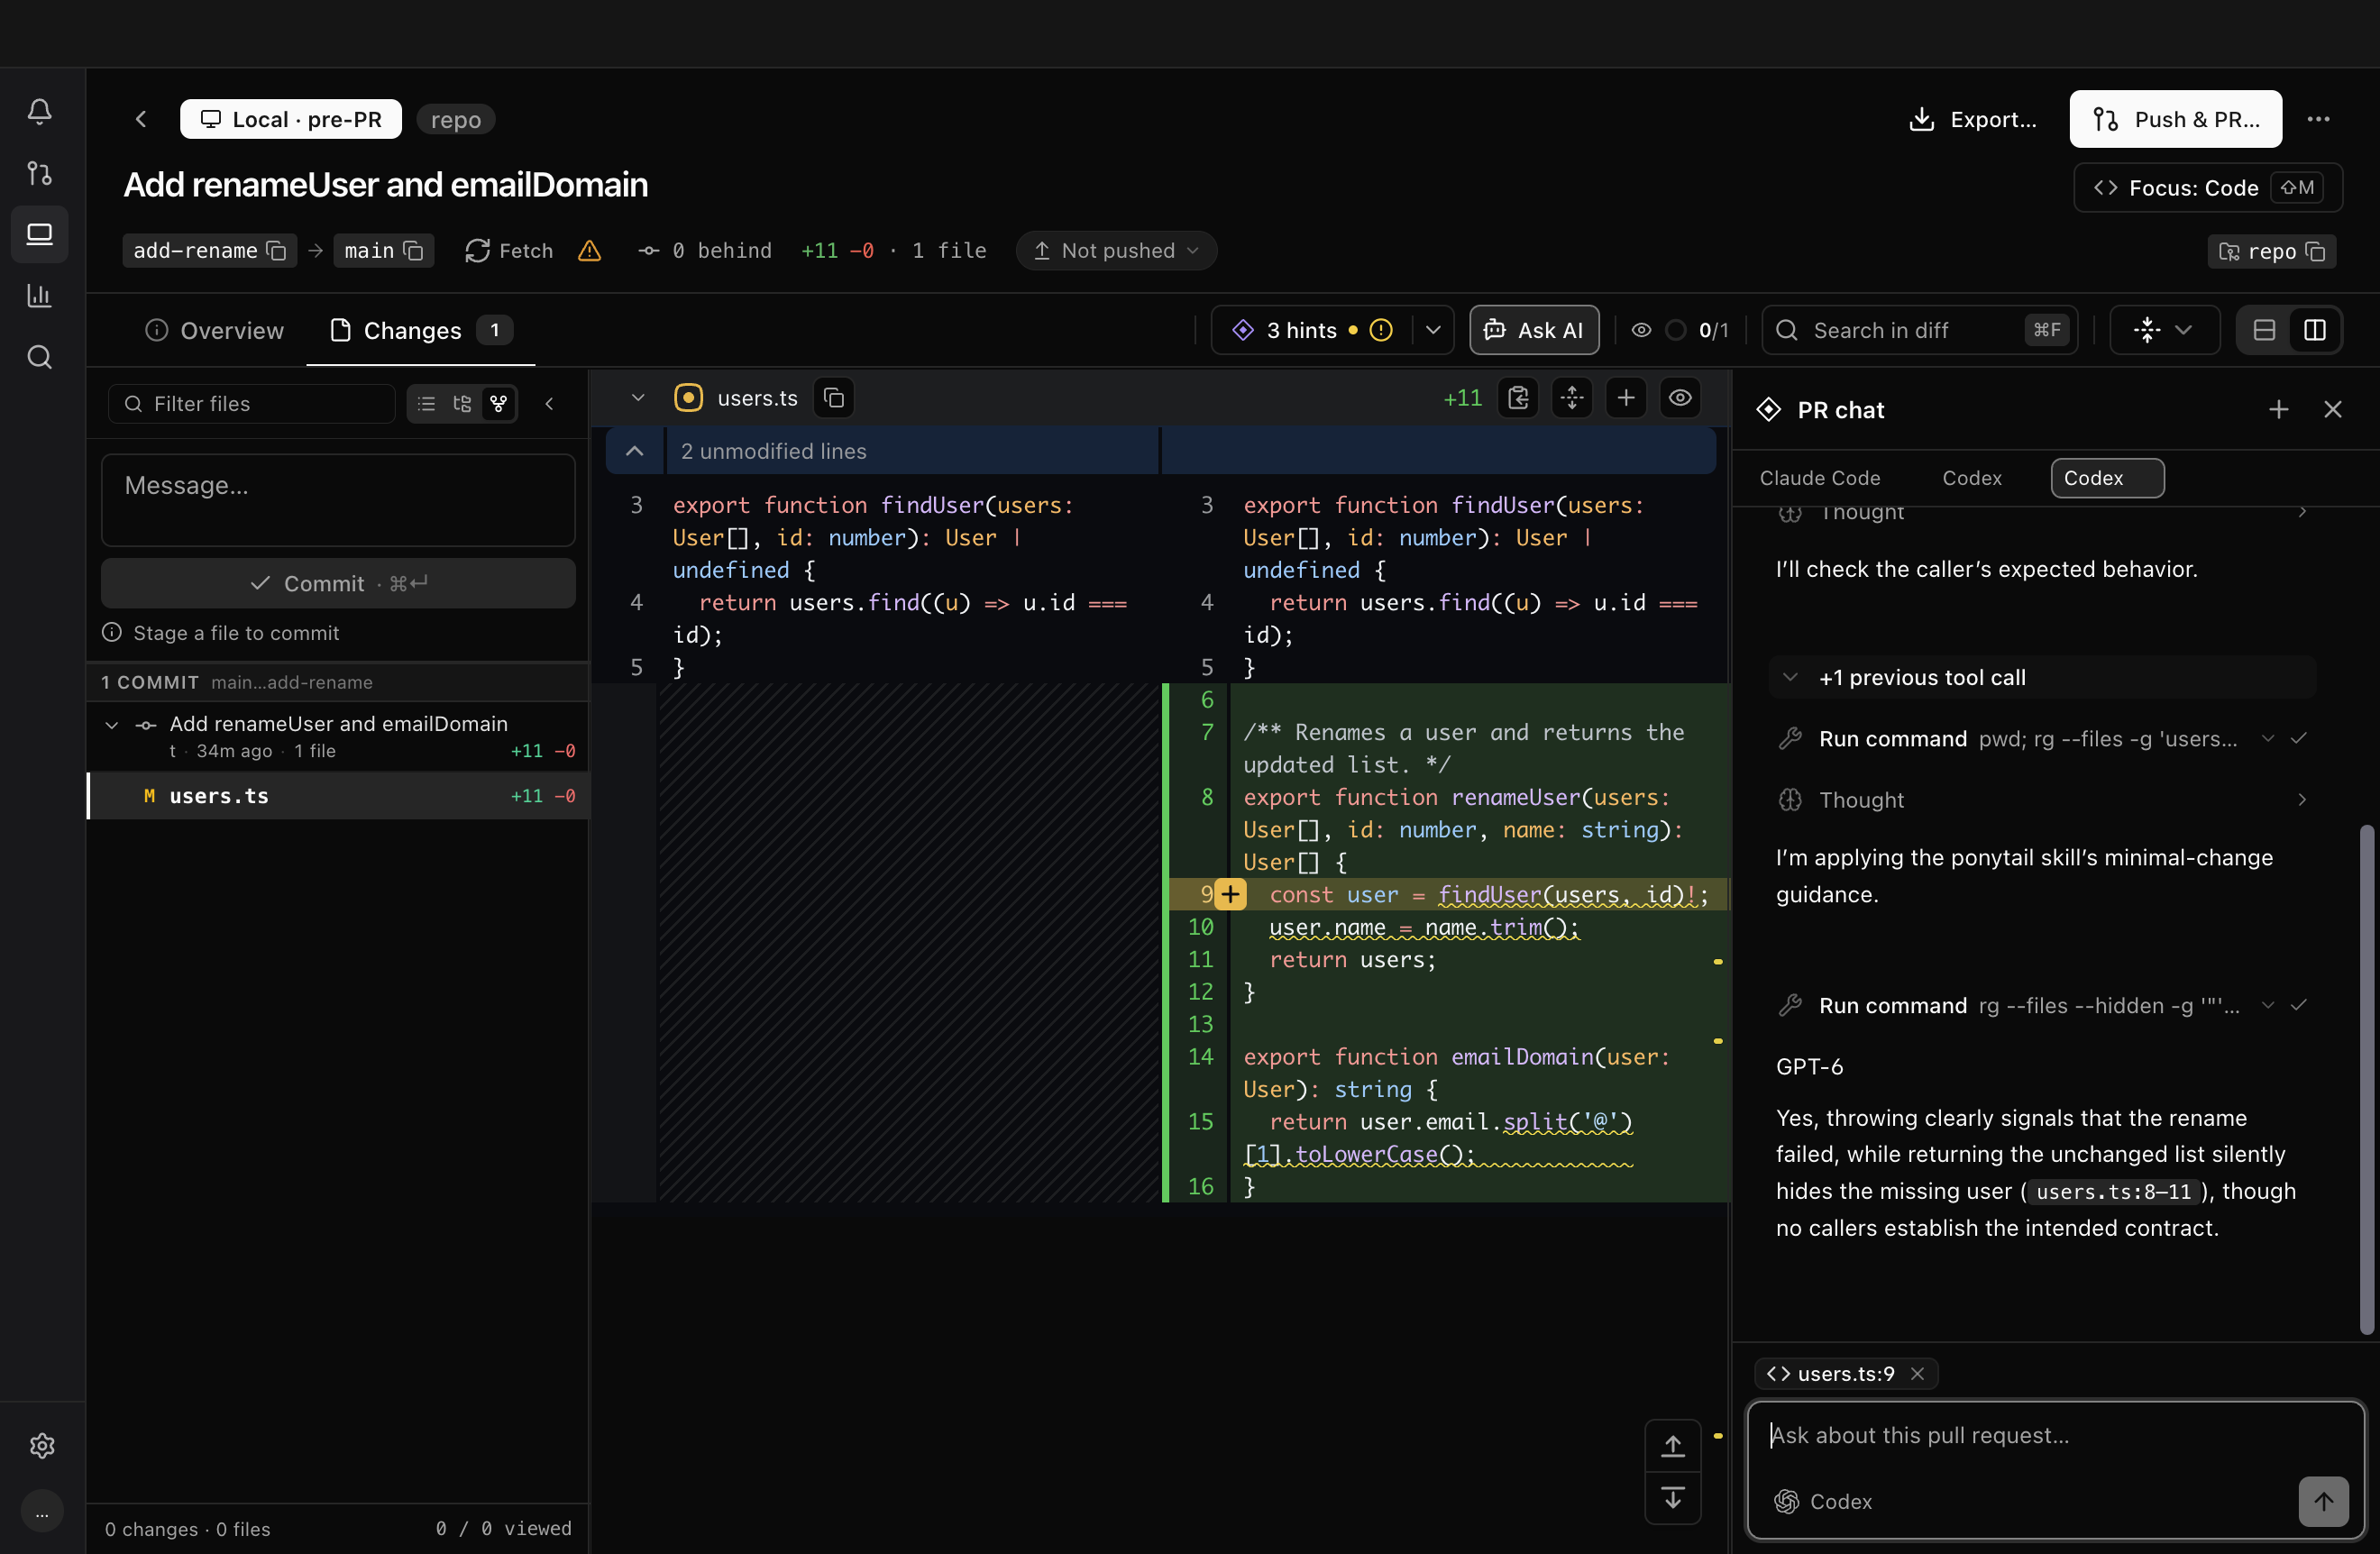 Local · pre-PR
repo
Export...
Push & PR...
Add renameUser and emailDomain
Focus: Code
⇧M
add-rename
main
Fetch
0 behind
+11 −0 · 1 file
Not pushed
repo
Overview
Changes
1
3 hints
Ask AI
0/1
Search in diff
⌘F
Filter files
Message...
Commit · ⌘↵
Stage a file to commit
1 COMMIT main...add-rename
Add renameUser and emailDomain
t · 34m ago · 1 file
+11 −0
M users.ts
+11 −0
0 changes · 0 files
0 / 0 viewed
users.ts
+11
2 unmodified lines
3 export function findUser(users:
User[], id: number): User |
undefined {
4 return users.find((u) => u.id ===
id);
5 }
3 export function findUser(users:
User[], id: number): User |
undefined {
4 return users.find((u) => u.id ===
id);
5 }
6
7 /** Renames a user and returns the
updated list. */
8 export function renameUser(users:
User[], id: number, name: string):
User[] {
9 const user = findUser(users, id)!;
10 user.name = name.trim();
11 return users;
12 }
13
14 export function emailDomain(user:
User): string {
15 return user.email.split('@')
[1].toLowerCase();
16 }
PR chat
Claude Code
Codex
Codex
Thought
I'll check the caller's expected behavior.
+1 previous tool call
Run command pwd; rg --files -g 'users...
Thought
I'm applying the ponytail skill's minimal-change
guidance.
Run command rg --files --hidden -g '"'...
GPT-6
Yes, throwing clearly signals that the rename
failed, while returning the unchanged list silently
hides the missing user (users.ts:8–11), though
no callers establish the intended contract.
users.ts:9
Ask about this pull request...
Codex